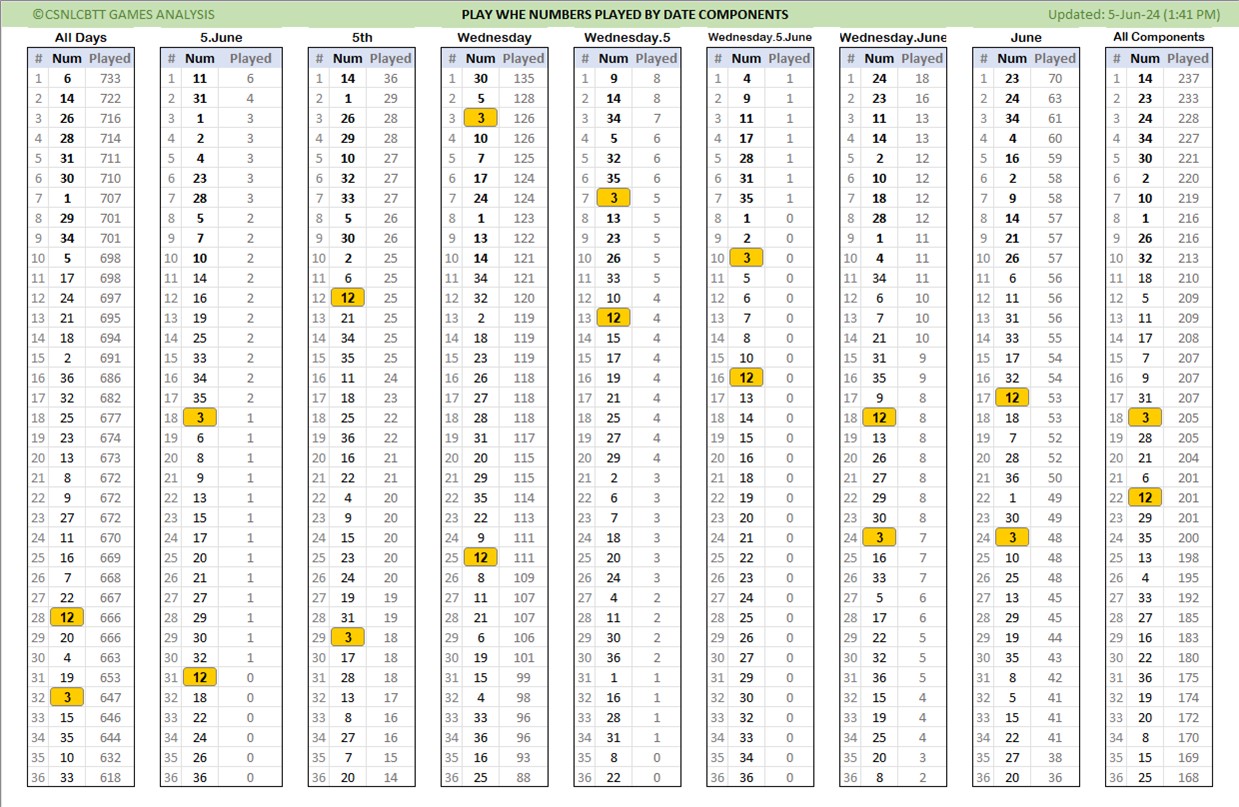 ©CSNLCBTT GAMES ANALYSIS PLAY WHE NUMBERS PLAYED BY DATE COMPONENTS Updated: 5-Jun-24 (1:41 PM)
All Days 5.June 5th Wednesday Wednesday.5 Wednesday.5.June Wednesday.June June All Components
# Num Played # Num Played # Num Played # Num Played # Num Played # Num Played # Num Played # Num Played # Num Played
1 6 733 1 11 6 1 14 36 1 30 135 1 9 8 1 4 1 1 24 18 1 23 70 1 14 237
2 14 722 2 31 4 2 1 29 2 5 128 2 14 8 2 9 1 2 23 16 2 24 63 2 23 233
3 26 716 3 1 3 3 26 28 3 3 126 3 34 7 3 11 1 3 11 13 3 34 61 3 24 228
4 28 714 4 2 3 4 29 28 4 10 126 4 5 6 4 17 1 4 14 13 4 4 60 4 34 227
5 31 711 5 4 3 5 10 27 5 7 125 5 32 6 5 28 1 5 2 12 5 16 59 5 30 221
6 30 710 6 23 3 6 32 27 6 17 124 6 35 6 6 31 1 6 10 12 6 2 58 6 2 220
7 1 707 7 28 3 7 33 27 7 24 124 7 3 5 7 35 1 7 18 12 7 9 58 7 10 219
8 29 701 8 5 2 8 5 26 8 1 123 8 13 5 8 1 0 8 28 12 8 14 57 8 1 216
9 34 701 9 7 2 9 30 26 9 13 122 9 23 5 9 2 0 9 1 11 9 21 57 9 26 216
10 5 698 10 10 2 10 2 25 10 14 121 10 26 5 10 3 0 10 4 11 10 26 57 10 32 213
11 17 698 11 14 2 11 6 25 11 34 121 11 33 5 11 5 0 11 34 11 11 6 56 11 18 210
12 24 697 12 16 2 12 12 25 12 32 120 12 10 4 12 6 0 12 6 10 12 11 56 12 5 209
13 21 695 13 19 2 13 21 25 13 2 119 13 12 4 13 7 0 13 7 10 13 31 56 13 11 209
14 18 694 14 25 2 14 34 25 14 18 119 14 15 4 14 8 0 14 21 10 14 33 55 14 17 208
15 2 691 15 33 2 15 35 25 15 23 119 15 17 4 15 10 0 15 31 9 15 17 54 15 7 207
16 36 686 16 34 2 16 11 24 16 26 118 16 19 4 16 12 0 16 35 9 16 32 54 16 9 207
17 32 682 17 35 2 17 18 23 17 27 118 17 21 4 17 13 0 17 9 8 17 12 53 17 31 207
18 25 677 18 3 1 18 25 22 18 28 118 18 25 4 18 14 0 18 12 8 18 18 53 18 3 205
19 23 674 19 6 1 19 36 22 19 31 117 19 27 4 19 15 0 19 13 8 19 7 52 19 28 205
20 13 673 20 8 1 20 16 21 20 20 115 20 29 4 20 16 0 20 26 8 20 28 52 20 21 204
21 8 672 21 9 1 21 22 21 21 29 115 21 2 3 21 18 0 21 27 8 21 36 50 21 6 201
22 9 672 22 13 1 22 4 20 22 35 114 22 6 3 22 19 0 22 29 8 22 1 49 22 12 201
23 27 672 23 15 1 23 9 20 23 22 113 23 7 3 23 20 0 23 30 8 23 30 49 23 29 201
24 11 670 24 17 1 24 15 20 24 9 111 24 18 3 24 21 0 24 3 7 24 3 48 24 35 200
25 16 669 25 20 1 25 23 20 25 12 111 25 20 3 25 22 0 25 16 7 25 10 48 25 13 198
26 7 668 26 21 1 26 24 20 26 8 109 26 24 3 26 23 0 26 33 7 26 25 48 26 4 195
27 22 667 27 27 1 27 19 19 27 11 107 27 4 2 27 24 0 27 5 6 27 13 45 27 33 192
28 12 666 28 29 1 28 31 19 28 21 107 28 11 2 28 25 0 28 17 6 28 29 45 28 27 185
29 20 666 29 30 1 29 3 18 29 6 106 29 30 2 29 26 0 29 22 5 29 19 44 29 16 183
30 4 663 30 32 1 30 17 18 30 19 101 30 36 2 30 27 0 30 32 5 30 35 43 30 22 180
31 19 653 31 12 0 31 28 18 31 15 99 31 1 1 31 29 0 31 36 5 31 8 42 31 36 175
32 3 647 32 18 0 32 13 17 32 4 98 32 16 1 32 30 0 32 15 4 32 5 41 32 19 174
33 15 646 33 22 0 33 8 16 33 33 96 33 28 1 33 32 0 33 19 4 33 15 41 33 20 172
34 35 644 34 24 0 34 27 16 34 36 96 34 31 1 34 33 0 34 25 4 34 22 41 34 8 170
35 10 632 35 26 0 35 7 15 35 16 93 35 8 0 35 34 0 35 20 3 35 27 38 35 15 169
36 33 618 36 36 0 36 20 14 36 25 88 36 22 0 36 36 0 36 8 2 36 20 36 36 25 168